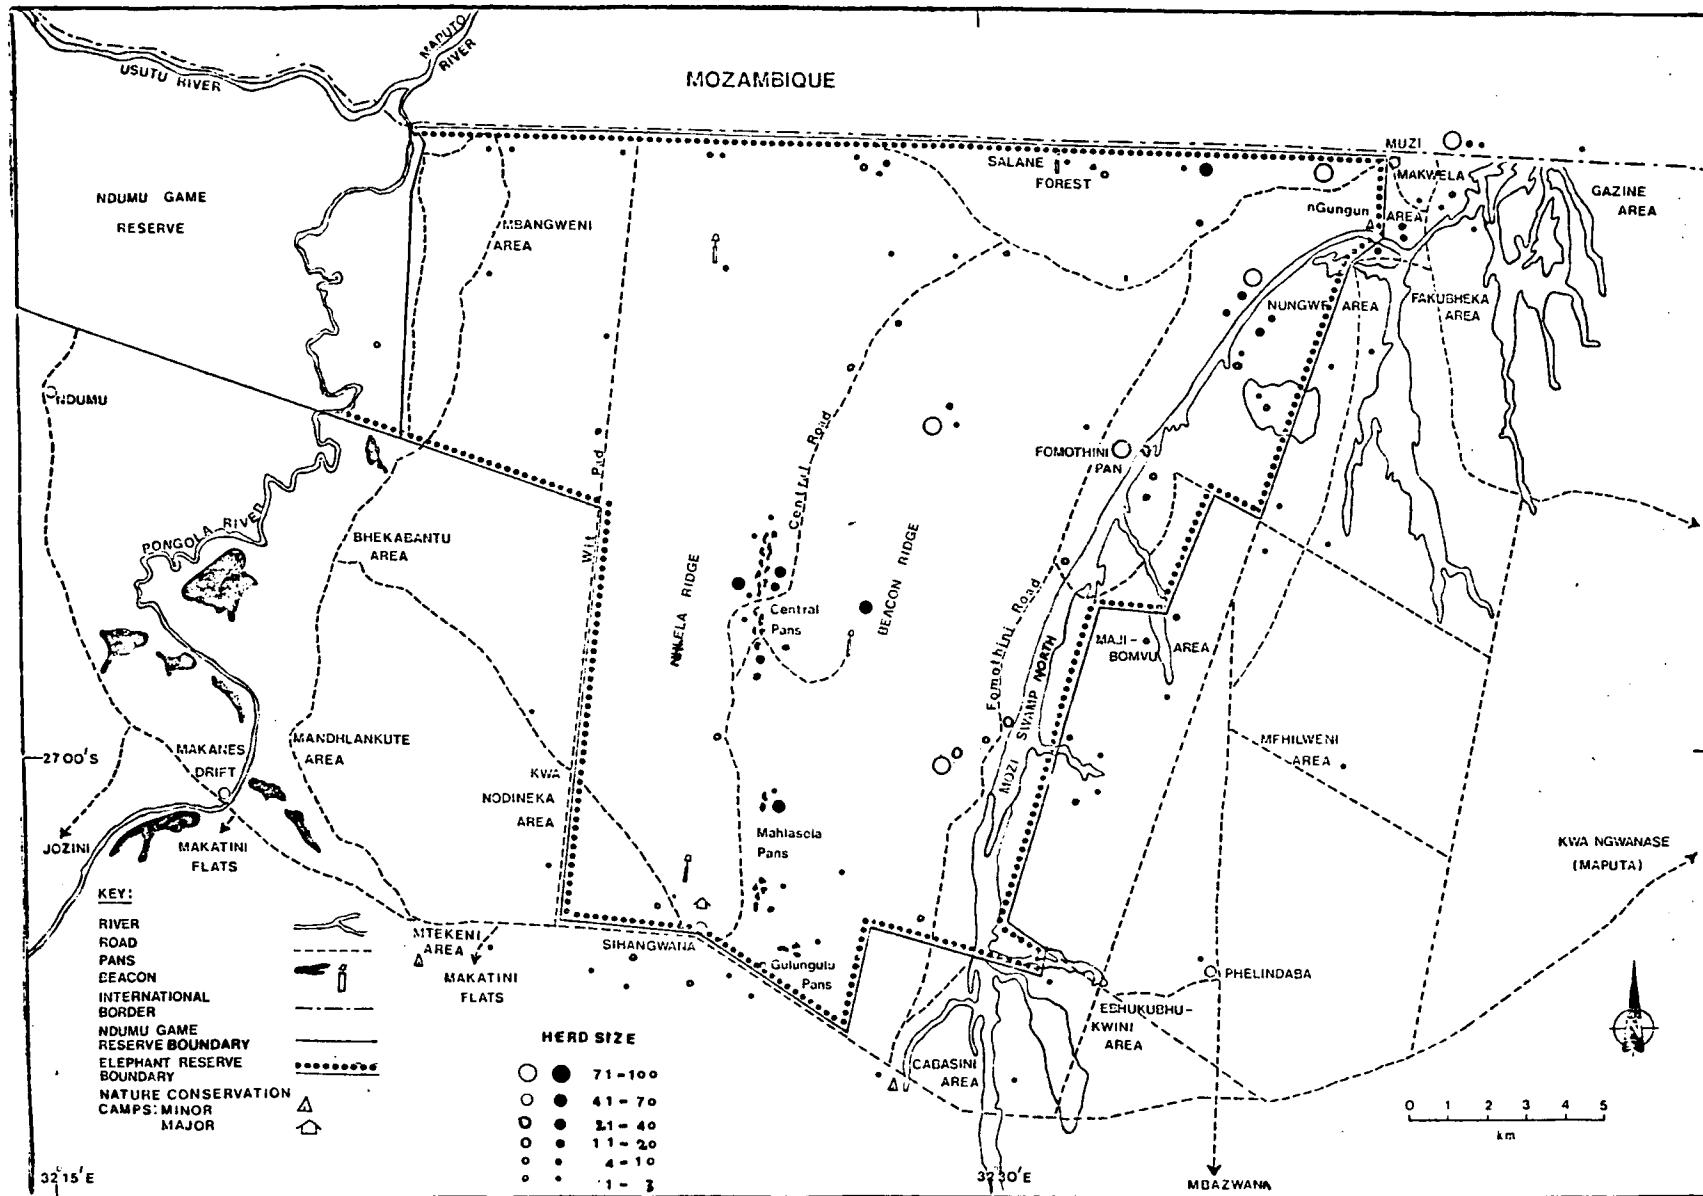 MAPUTO
RIVER
USUTU RIVER
MOZAMBIQUE
MUZI
SALANE
FOREST
MAKWELA
AREA
GAZINE
AREA
nGungun
NDUMU GAME
RESERVE
MBANGWENI
AREA
NUNGWE AREA
FAKUBHEKA
AREA
NDUMU
Central Road
Wit Pad
FOMOTHINI
PAN
PONGOLA RIVER
BHEKABANTU
AREA
NHLELA RIDGE
BEACON RIDGE
Central
Pans
Fomothini Road
MAJI-
BOMVU AREA
MOZI SWAMP NORTH
MANDHLANKUTE
AREA
MAKANES
DRIFT
27 00'S
KWA
NODINEKA
AREA
MFHILWENI
AREA
Mahlasela
Pans
JOZINI
MAKATINI
FLATS
KWA NGWANASE
(MAPUTA)
MTEKENI
AREA
MAKATINI
FLATS
SIHANGWANA
Gulungulu
Pans
PHELINDABA
ESHUKUBHU-
KWINI
AREA
CABASINI
AREA
KEY:
RIVER
ROAD
PANS
BEACON
INTERNATIONAL
BORDER
NDUMU GAME
RESERVE BOUNDARY
ELEPHANT RESERVE
BOUNDARY
NATURE CONSERVATION
CAMPS: MINOR
MAJOR
HERD SIZE
71-100
41-70
21-40
11-20
4-10
1-3
0 1 2 3 4 5
km
32 15'E
32 30'E
MBAZWANA